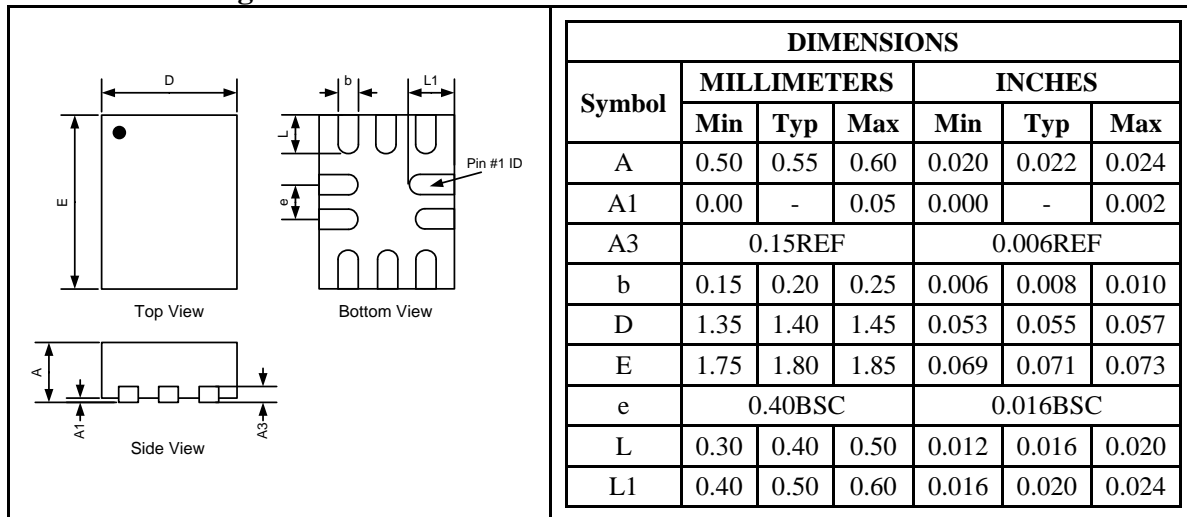 g
D
E
Top View
b
L1
L
e
Pin #1 ID
Bottom View
A
A1
A3
Side View
DIMENSIONS
Symbol MILLIMETERS INCHES
Min Typ Max Min Typ Max
A 0.50 0.55 0.60 0.020 0.022 0.024
A1 0.00 - 0.05 0.000 - 0.002
A3 0.15REF 0.006REF
b 0.15 0.20 0.25 0.006 0.008 0.010
D 1.35 1.40 1.45 0.053 0.055 0.057
E 1.75 1.80 1.85 0.069 0.071 0.073
e 0.40BSC 0.016BSC
L 0.30 0.40 0.50 0.012 0.016 0.020
L1 0.40 0.50 0.60 0.016 0.020 0.024